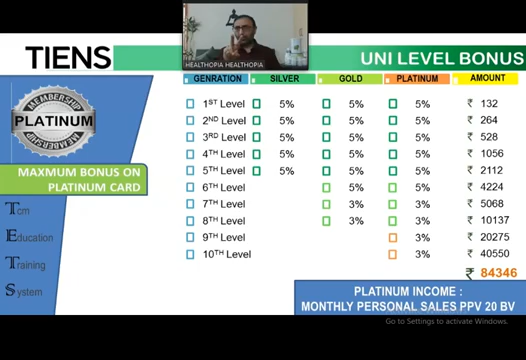 HEALTHOPIA HEALTHOPIA
TIENS
UNI LEVEL BONUS
GENRATION SILVER GOLD PLATINUM AMOUNT
1ST Level 5% 5% 5% ₹ 132
2ND Level 5% 5% 5% ₹ 264
3RD Level 5% 5% 5% ₹ 528
4TH Level 5% 5% 5% ₹ 1056
5TH Level 5% 5% 5% ₹ 2112
6TH Level 5% 5% ₹ 4224
7TH Level 3% 3% ₹ 5068
8TH Level 3% 3% ₹ 10137
9TH Level 3% ₹ 20275
10TH Level 3% ₹ 40550
₹ 84346
MEMBERSHIP
PLATINUM
MEMBERSHIP
MAXMUM BONUS ON
PLATINUM CARD
Tcm
Education
Training
System
PLATINUM INCOME :
MONTHLY PERSONAL SALES PPV 20 BV
Go to Settings to activate Windows.